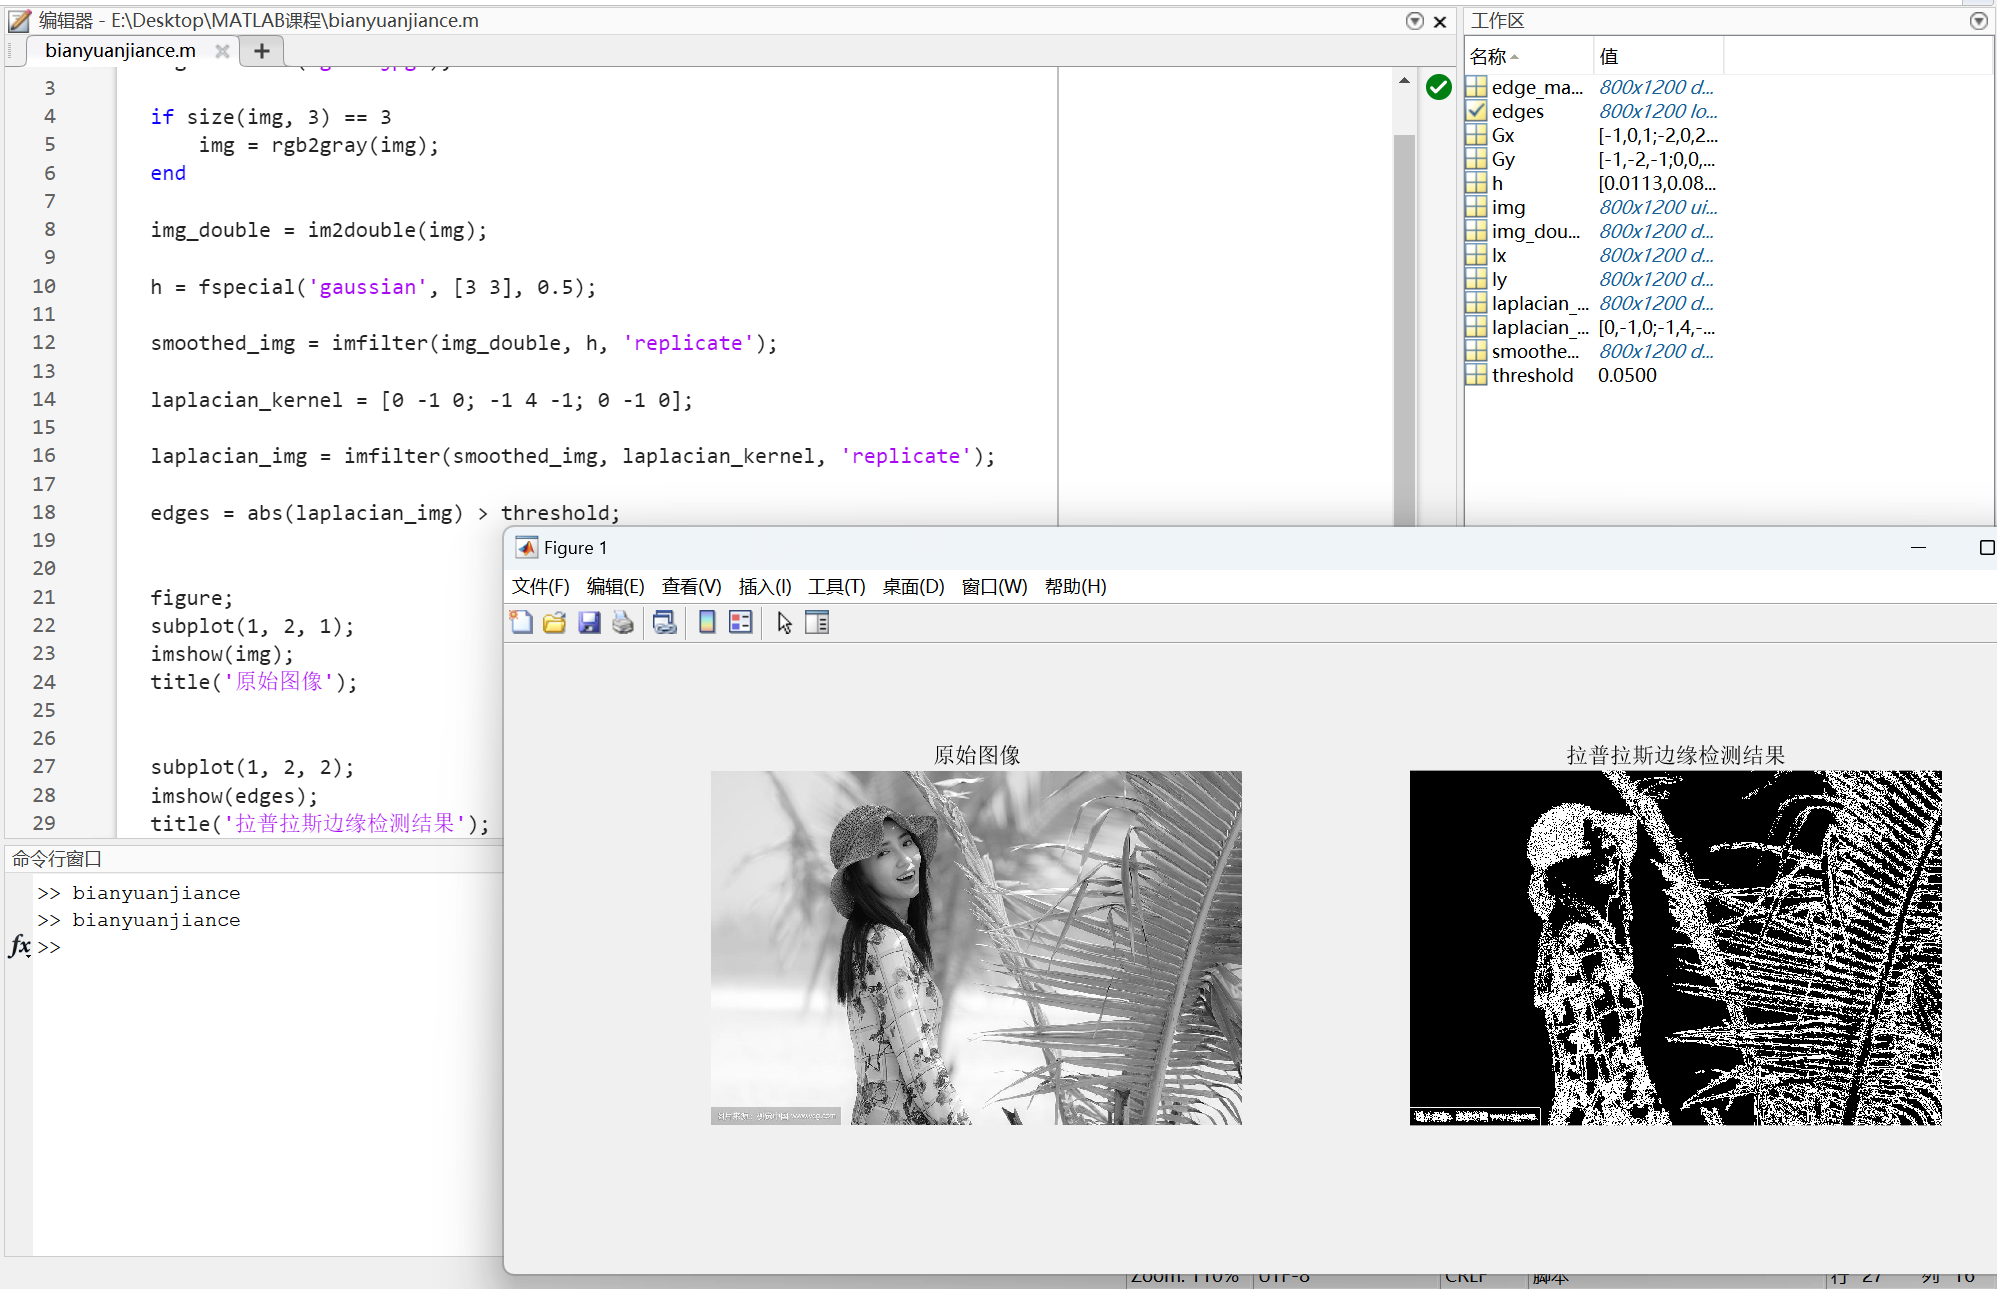 编辑器 - E:\Desktop\MATLAB课程\bianyuanjiance.m
bianyuanjiance.m
3
4 if size(img, 3) == 3
5 img = rgb2gray(img);
6 end
7
8 img_double = im2double(img);
9
10 h = fspecial('gaussian', [3 3], 0.5);
11
12 smoothed_img = imfilter(img_double, h, 'replicate');
13
14 laplacian_kernel = [0 -1 0; -1 4 -1; 0 -1 0];
15
16 laplacian_img = imfilter(smoothed_img, laplacian_kernel, 'replicate');
17
18 edges = abs(laplacian_img) > threshold;
19
20
21 figure;
22 subplot(1, 2, 1);
23 imshow(img);
24 title('原始图像');
25
26
27 subplot(1, 2, 2);
28 imshow(edges);
29 title('拉普拉斯边缘检测结果');
命令行窗口
>> bianyuanjiance
>> bianyuanjiance
fx >>
工作区
名称 值
edge_ma... 800x1200 d...
edges 800x1200 lo...
Gx [-1,0,1;-2,0,2...
Gy [-1,-2,-1;0,0,...
h [0.0113,0.08...
img 800x1200 ui...
img_dou... 800x1200 d...
Ix 800x1200 d...
Iy 800x1200 d...
laplacian_... 800x1200 d...
laplacian_... [0,-1,0;-1,4,-...
smoothe... 800x1200 d...
threshold 0.0500
Figure 1
文件(F) 编辑(E) 查看(V) 插入(I) 工具(T) 桌面(D) 窗口(W) 帮助(H)
原始图像
拉普拉斯边缘检测结果
Zoom: 110% UTF-8 CRLF 脚本 行 27 列 16